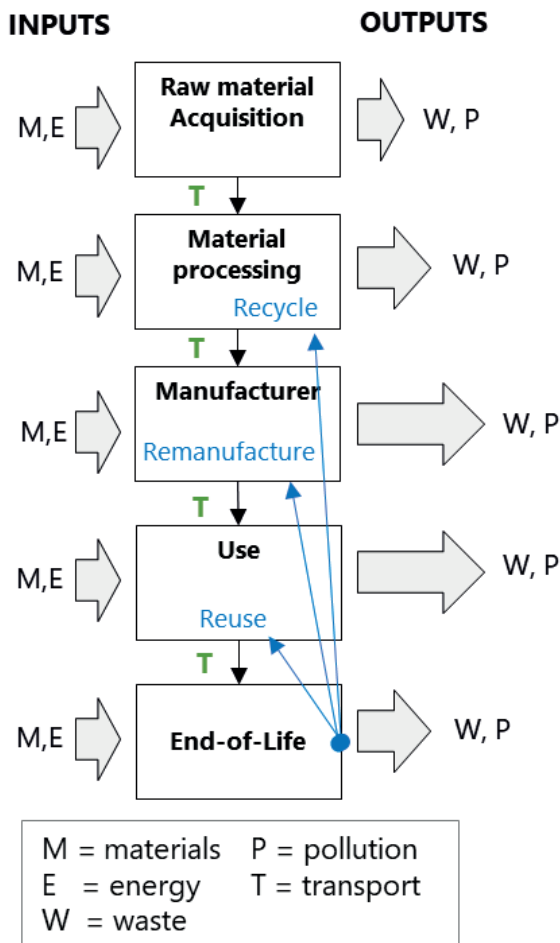 INPUTS OUTPUTS
Raw material
Acquisition
M,E W, P
T
Material
processing
M,E W, P
Recycle
T
Manufacturer
M,E W, P
Remanufacture
T
Use
M,E W, P
Reuse
T
M,E End-of-Life W, P
M = materials P = pollution
E = energy T = transport
W = waste